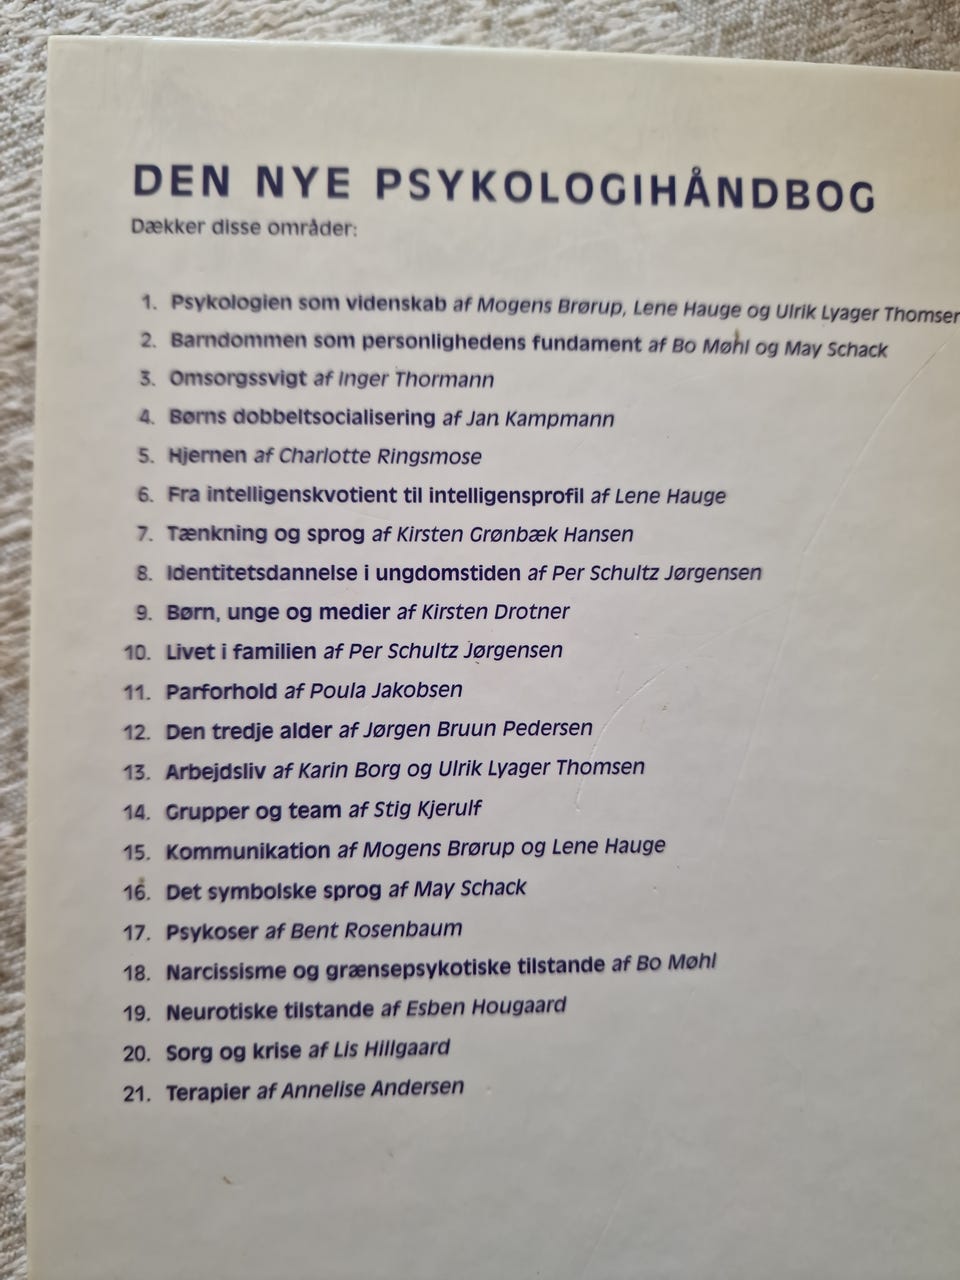 DEN NYE PSYKOLOGIHÅNDBOG
Dækker disse områder:
1. Psykologien som videnskab af Mogens Brørup, Lene Hauge og Ulrik Lyager Thomsen
2. Barndommen som personlighedens fundament af Bo Møhl og May Schack
3. Omsorgssvigt af Inger Thormann
4. Børns dobbeltsocialisering af Jan Kampmann
5. Hjernen af Charlotte Ringsmose
6. Fra intelligenskvotient til intelligensprofil af Lene Hauge
7. Tænkning og sprog af Kirsten Grønbæk Hansen
8. Identitetsdannelse i ungdomstiden af Per Schultz Jørgensen
9. Børn, unge og medier af Kirsten Drotner
10. Livet i familien af Per Schultz Jørgensen
11. Parforhold af Poula Jakobsen
12. Den tredje alder af Jørgen Bruun Pedersen
13. Arbejdsliv af Karin Borg og Ulrik Lyager Thomsen
14. Grupper og team af Stig Kjerulf
15. Kommunikation af Mogens Brørup og Lene Hauge
16. Det symbolske sprog af May Schack
17. Psykoser af Bent Rosenbaum
18. Narcissisme og grænsepsykotiske tilstande af Bo Møhl
19. Neurotiske tilstande af Esben Hougaard
20. Sorg og krise af Lis Hillgaard
21. Terapier af Annelise Andersen